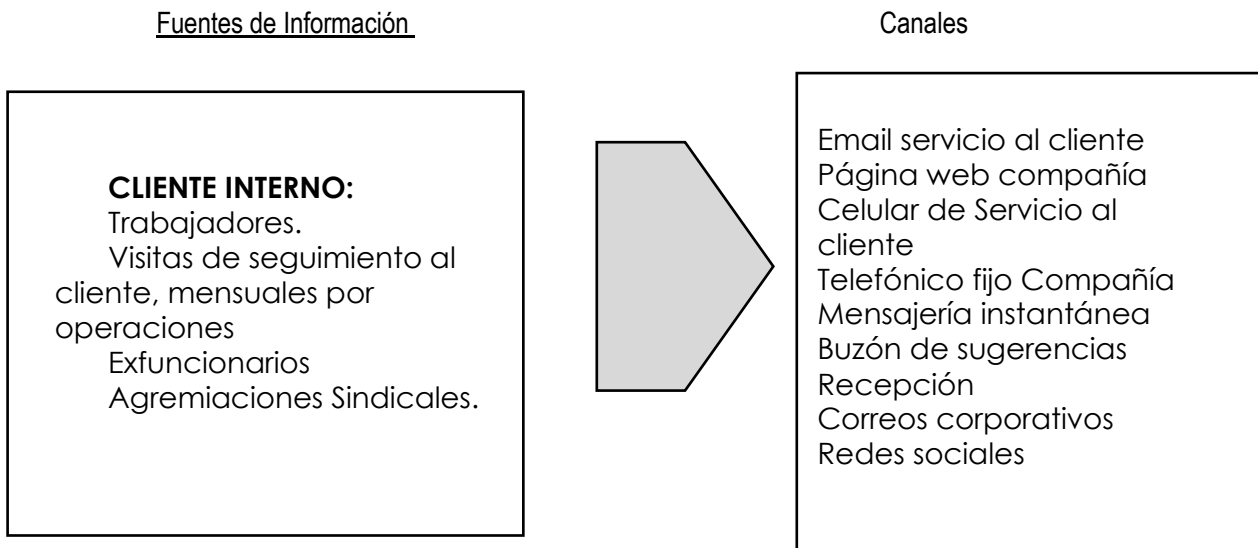 Fuentes de Información
Canales
CLIENTE INTERNO:
Trabajadores.
Visitas de seguimiento al
cliente, mensuales por
operaciones
Exfuncionarios
Agremiaciones Sindicales.
Email servicio al cliente
Página web compañía
Celular de Servicio al
cliente
Telefónico fijo Compañía
Mensajería instantánea
Buzón de sugerencias
Recepción
Correos corporativos
Redes sociales